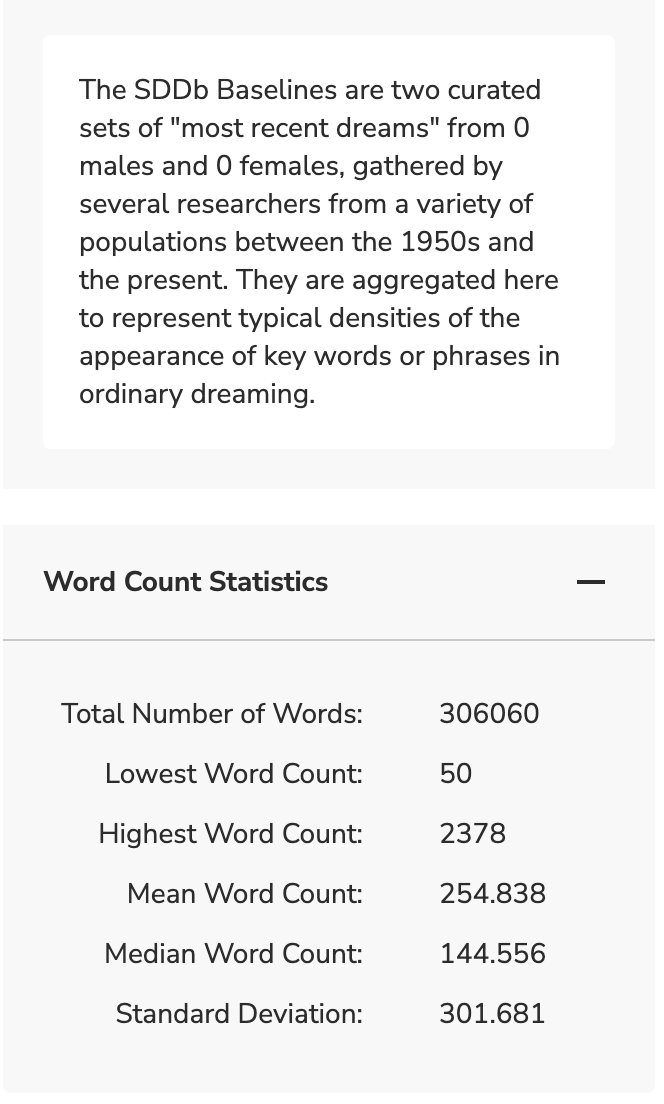 The SDDb Baselines are two curated
sets of "most recent dreams" from 0
males and 0 females, gathered by
several researchers from a variety of
populations between the 1950s and
the present. They are aggregated here
to represent typical densities of the
appearance of key words or phrases in
ordinary dreaming.
Word Count Statistics
Total Number of Words: 306060
Lowest Word Count: 50
Highest Word Count: 2378
Mean Word Count: 254.838
Median Word Count: 144.556
Standard Deviation: 301.681